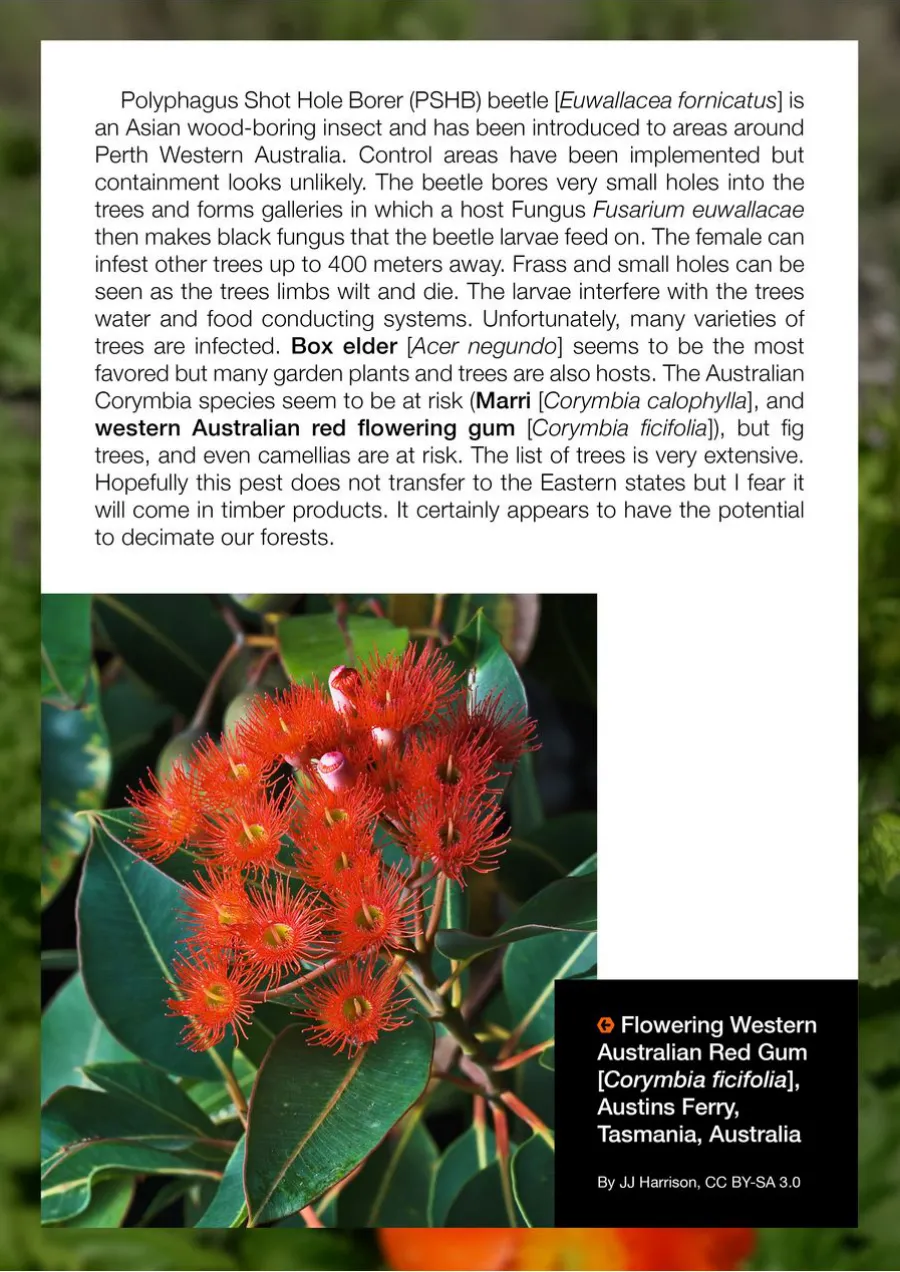 Polyphagus Shot Hole Borer (PSHB) beetle [Euwallacea fornicatus] is
an Asian wood-boring insect and has been introduced to areas around
Perth Western Australia. Control areas have been implemented but
containment looks unlikely. The beetle bores very small holes into the
trees and forms galleries in which a host Fungus Fusarium euwallacae
then makes black fungus that the beetle larvae feed on. The female can
infest other trees up to 400 meters away. Frass and small holes can be
seen as the trees limbs wilt and die. The larvae interfere with the trees
water and food conducting systems. Unfortunately, many varieties of
trees are infected. Box elder [Acer negundo] seems to be the most
favored but many garden plants and trees are also hosts. The Australian
Corymbia species seem to be at risk (Marri [Corymbia calophylla], and
western Australian red flowering gum [Corymbia ficifolia]), but fig
trees, and even camellias are at risk. The list of trees is very extensive.
Hopefully this pest does not transfer to the Eastern states but I fear it
will come in timber products. It certainly appears to have the potential
to decimate our forests.
Flowering Western
Australian Red Gum
[Corymbia ficifolia],
Austins Ferry,
Tasmania, Australia
By JJ Harrison, CC BY-SA 3.0